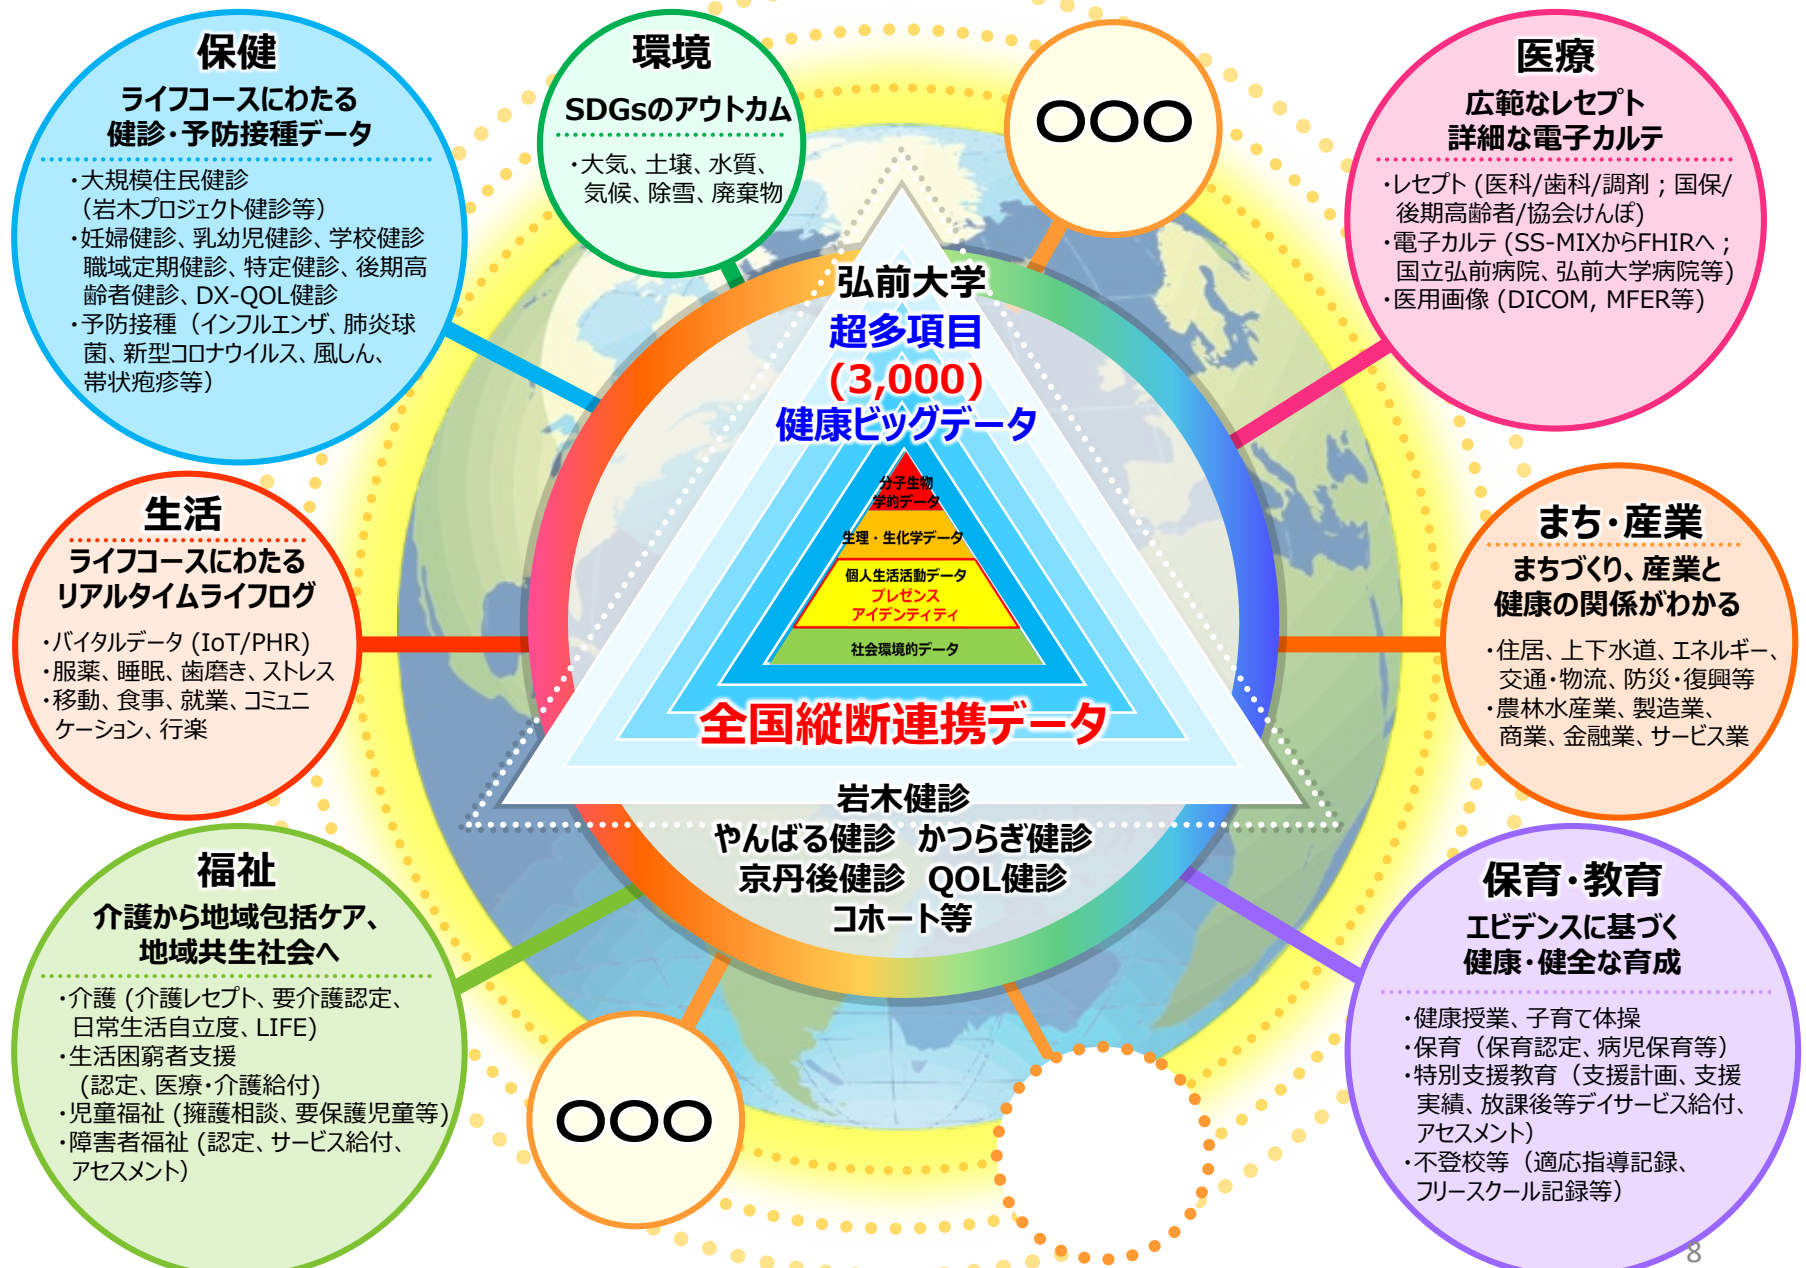 保健
ライフコースにわたる
健診・予防接種データ
・大規模住民健診
（岩木プロジェクト健診等）
・妊婦健診、乳幼児健診、学校健診
職域定期健診、特定健診、後期高
齢者健診、DX-QOL健診
・予防接種（インフルエンザ、肺炎球
菌、新型コロナウイルス、風しん、
帯状疱疹等）
環境
SDGsのアウトカム
・大気、土壌、水質、
気候、除雪、廃棄物
○○○
医療
広範なレセプト
詳細な電子カルテ
・レセプト (医科/歯科/調剤；国保/
後期高齢者/協会けんぽ)
・電子カルテ (SS-MIXからFHIRへ；
国立弘前病院、弘前大学病院等)
・医用画像 (DICOM, MFER等)
弘前大学
超多項目
(3,000)
健康ビッグデータ
分子生物
学的データ
生理・生化学データ
個人生活活動データ
プレゼンス
アイデンティティ
社会環境的データ
全国縦断連携データ
岩木健診
やんばる健診 かつらぎ健診
京丹後健診 QOL健診
コホート等
生活
ライフコースにわたる
リアルタイムライフログ
・バイタルデータ (IoT/PHR)
・服薬、睡眠、歯磨き、ストレス
・移動、食事、就業、コミュニ
ケーション、行楽
まち・産業
まちづくり、産業と
健康の関係がわかる
・住居、上下水道、エネルギー、
交通・物流、防災・復興等
・農林水産業、製造業、
商業、金融業、サービス業
福祉
介護から地域包括ケア、
地域共生社会へ
・介護 (介護レセプト、要介護認定、
日常生活自立度、LIFE)
・生活困窮者支援
(認定、医療・介護給付)
・児童福祉 (擁護相談、要保護児童等)
・障害者福祉 (認定、サービス給付、
アセスメント)
○○○
保育・教育
エビデンスに基づく
健康・健全な育成
・健康授業、子育て体操
・保育（保育認定、病児保育等）
・特別支援教育（支援計画、支援
実績、放課後等デイサービス給付、
アセスメント）
・不登校等（適応指導記録、
フリースクール記録等）
8